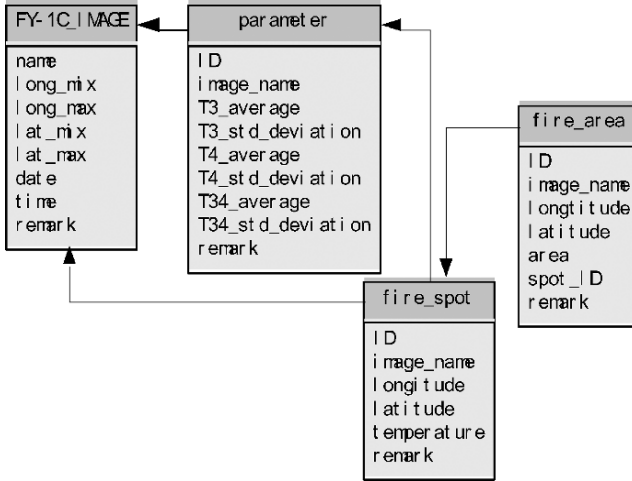 FY-1C_IMAGE
name
long_mix
long_max
lat_mix
lat_max
date
time
remark
parameter
ID
image_name
T3_average
T3_std_deviation
T4_average
T4_std_deviation
T34_average
T34_std_deviation
remark
fire_area
ID
image_name
longtitude
latitude
area
spot_ID
remark
fire_spot
ID
image_name
longitude
latitude
temperature
remark